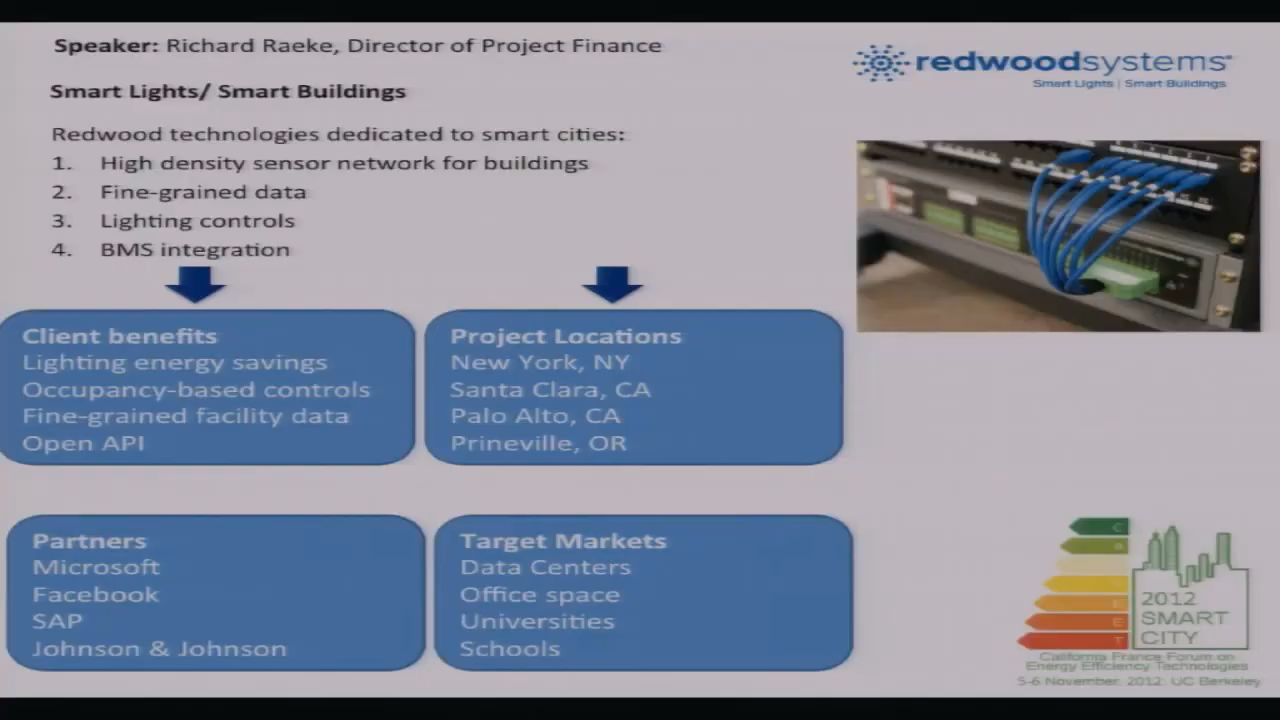 Speaker: Richard Raeke, Director of Project Finance
redwoodsystems
Smart Lights | Smart Buildings
Smart Lights/ Smart Buildings
Redwood technologies dedicated to smart cities:
1. High density sensor network for buildings
2. Fine-grained data
3. Lighting controls
4. BMS integration
Client benefits
Lighting energy savings
Occupancy-based controls
Fine-grained facility data
Open API
Project Locations
New York, NY
Santa Clara, CA
Palo Alto, CA
Prineville, OR
Partners
Microsoft
Facebook
SAP
Johnson & Johnson
Target Markets
Data Centers
Office space
Universities
Schools
2012
SMART
CITY
California France Forum on
Energy Efficiency Technologies
5-6 November, 2012, UC Berkeley